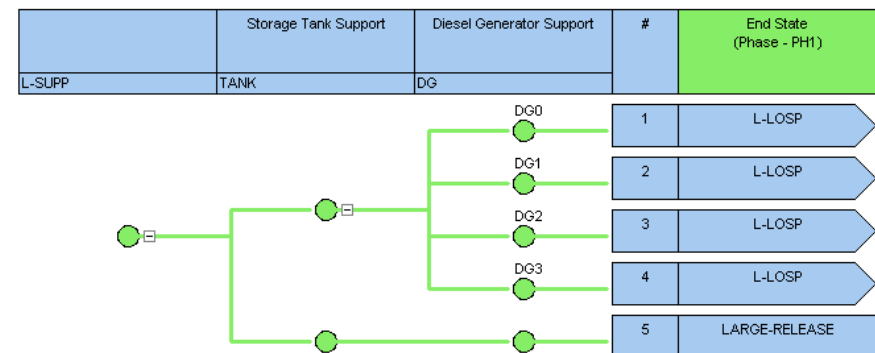 Storage Tank Support
Diesel Generator Support
#
End State
(Phase - PH1)
L-SUPP
TANK
DG
DG0
1
L-LOSP
DG1
2
L-LOSP
DG2
3
L-LOSP
DG3
4
L-LOSP
5
LARGE-RELEASE